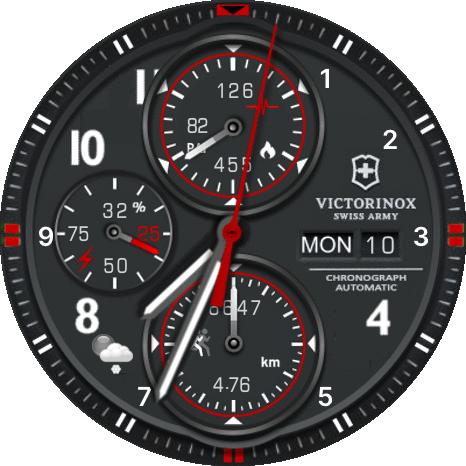 1
126
2
10
82
455
VICTORINOX
SWISS ARMY
32 %
9 75 25
MON 10 3
50
CHRONOGRAPH
AUTOMATIC
8
4
km
4.76
7
5